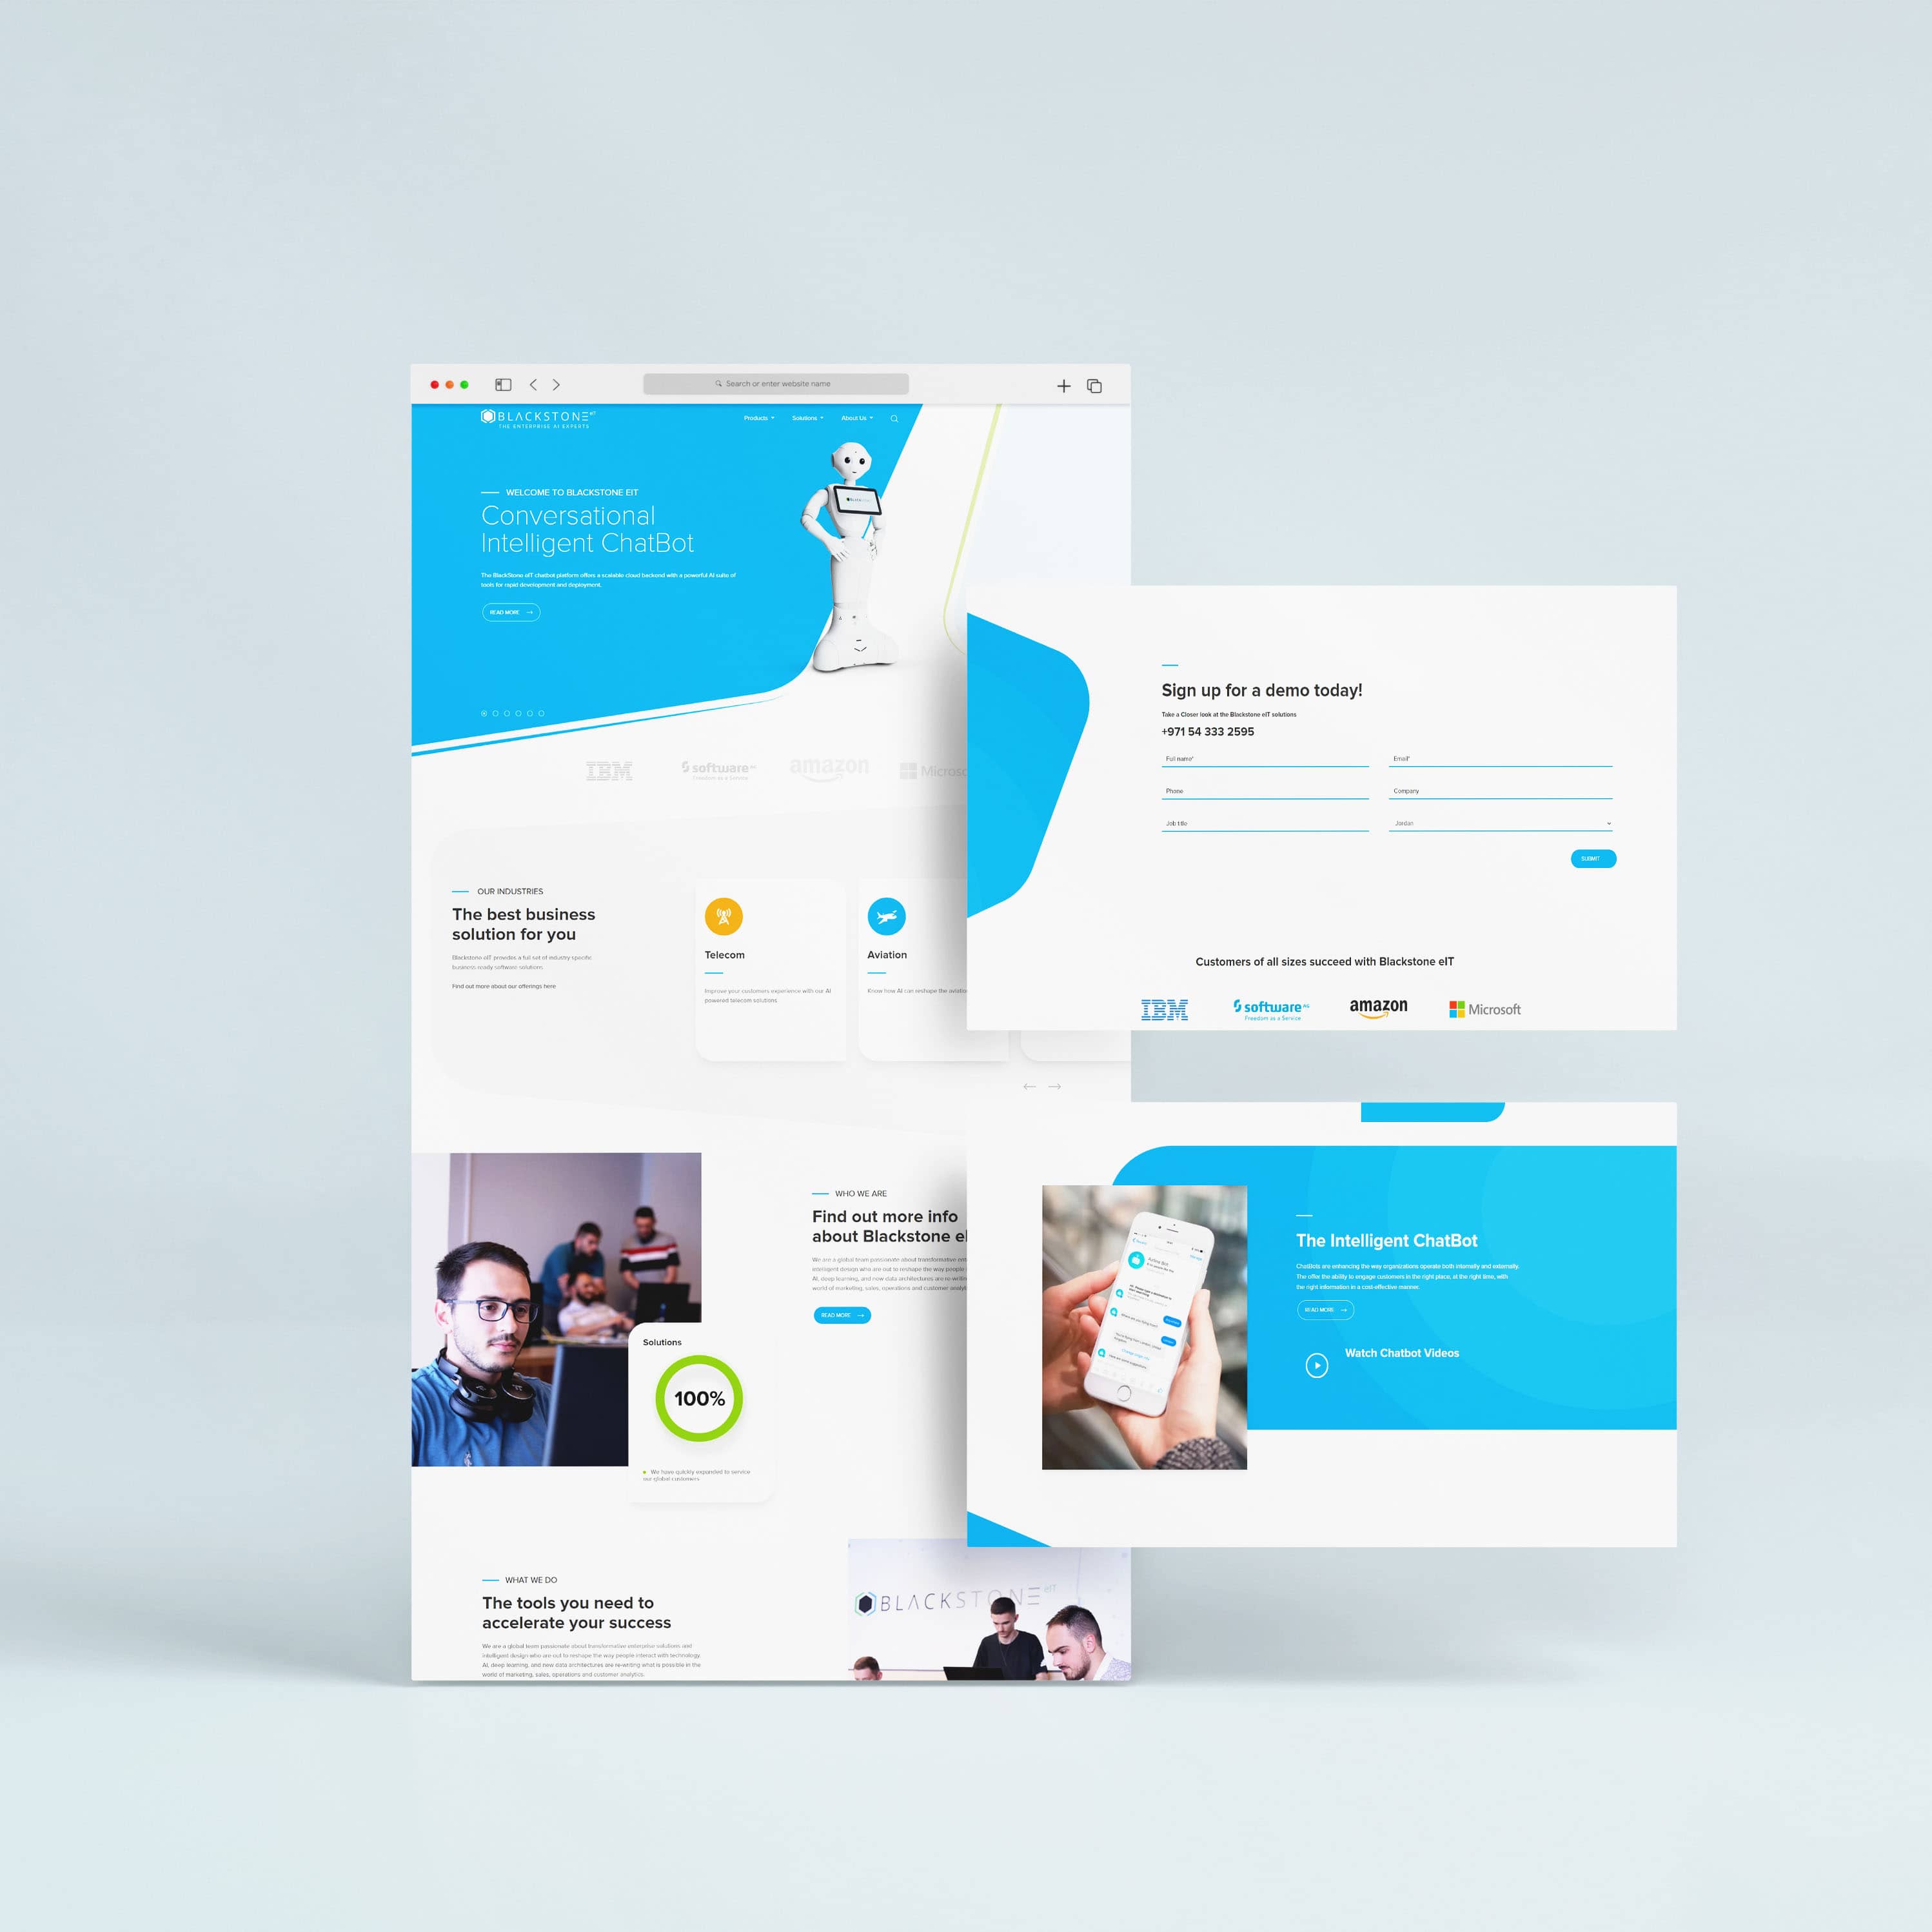 Search or enter website name
BLACKSTONE eIT
THE ENTERPRISE AI EXPERTS
Products
Solutions
About Us
WELCOME TO BLACKSTONE EIT
Conversational
Intelligent ChatBot
The BlackStone eIT chatbot platform offers a scalable cloud backend with a powerful AI suite of
tools for rapid development and deployment.
READ MORE
IBM
software AG
Freedom as a Service
amazon
Microsoc
OUR INDUSTRIES
The best business
solution for you
Blackstone eIT provides a full set of industry specific
business ready software solutions.
Find out more about our offerings here
Telecom
Improve your customers experience with our AI
powered telecom solutions
Aviation
Know how AI can reshape the aviation
WHO WE ARE
Find out more info
about Blackstone eI
We are a global team passionate about transformative ent
intelligent design who are out to reshape the way people
AI, deep learning, and new data architectures are re-writin
world of marketing, sales, operations and customer analyt
READ MORE
Solutions
100%
We have quickly expanded to service
our global customers
WHAT WE DO
The tools you need to
accelerate your success
We are a global team passionate about transformative enterprise solutions and
intelligent design who are out to reshape the way people interact with technology.
AI, deep learning, and new data architectures are re-writing what is possible in the
world of marketing, sales, operations and customer analytics.
BLACKSTONE eIT
Sign up for a demo today!
Take a Closer look at the Blackstone eIT solutions
+971 54 333 2595
Full name*
Email*
Phone
Company
Job title
Jordan
SUBMIT
Customers of all sizes succeed with Blackstone eIT
IBM
software AG
Freedom as a Service
amazon
Microsoft
The Intelligent ChatBot
ChatBots are enhancing the way organizations operate both internally and externally.
The offer the ability to engage customers in the right place, at the right time, with
the right information in a cost-effective manner.
READ MORE
Watch Chatbot Videos